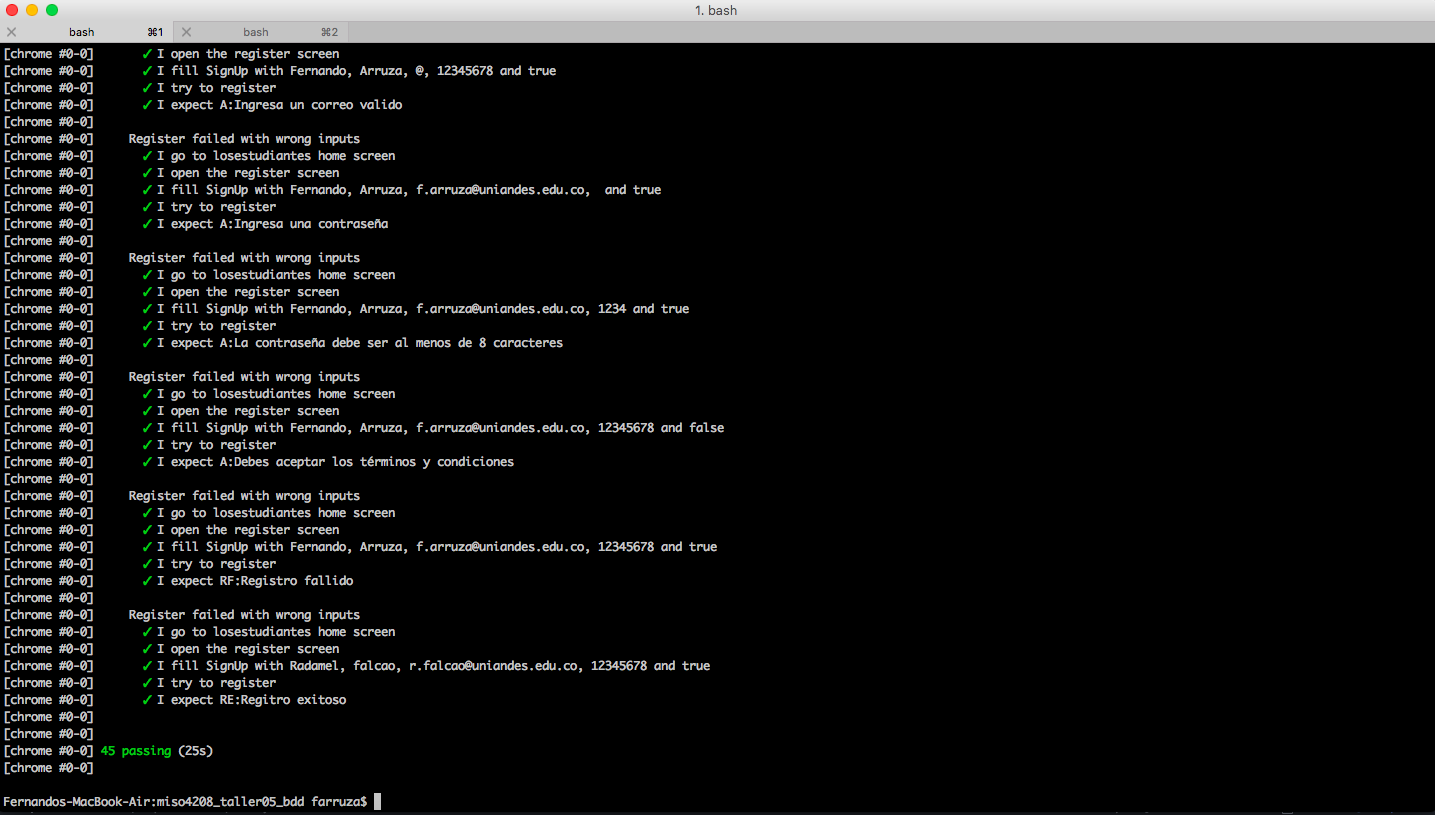 1. bash
bash ⌘1 bash ⌘2
[chrome #0-0] ✓ I open the register screen
[chrome #0-0] ✓ I fill SignUp with Fernando, Arruza, @, 12345678 and true
[chrome #0-0] ✓ I try to register
[chrome #0-0] ✓ I expect A:Ingresa un correo valido
[chrome #0-0]
[chrome #0-0] Register failed with wrong inputs
[chrome #0-0] ✓ I go to losestudiantes home screen
[chrome #0-0] ✓ I open the register screen
[chrome #0-0] ✓ I fill SignUp with Fernando, Arruza, f.arruza@uniandes.edu.co,  and true
[chrome #0-0] ✓ I try to register
[chrome #0-0] ✓ I expect A:Ingresa una contraseña
[chrome #0-0]
[chrome #0-0] Register failed with wrong inputs
[chrome #0-0] ✓ I go to losestudiantes home screen
[chrome #0-0] ✓ I open the register screen
[chrome #0-0] ✓ I fill SignUp with Fernando, Arruza, f.arruza@uniandes.edu.co, 1234 and true
[chrome #0-0] ✓ I try to register
[chrome #0-0] ✓ I expect A:La contraseña debe ser al menos de 8 caracteres
[chrome #0-0]
[chrome #0-0] Register failed with wrong inputs
[chrome #0-0] ✓ I go to losestudiantes home screen
[chrome #0-0] ✓ I open the register screen
[chrome #0-0] ✓ I fill SignUp with Fernando, Arruza, f.arruza@uniandes.edu.co, 12345678 and false
[chrome #0-0] ✓ I try to register
[chrome #0-0] ✓ I expect A:Debes aceptar los términos y condiciones
[chrome #0-0]
[chrome #0-0] Register failed with wrong inputs
[chrome #0-0] ✓ I go to losestudiantes home screen
[chrome #0-0] ✓ I open the register screen
[chrome #0-0] ✓ I fill SignUp with Fernando, Arruza, f.arruza@uniandes.edu.co, 12345678 and true
[chrome #0-0] ✓ I try to register
[chrome #0-0] ✓ I expect RF:Registro fallido
[chrome #0-0]
[chrome #0-0] Register failed with wrong inputs
[chrome #0-0] ✓ I go to losestudiantes home screen
[chrome #0-0] ✓ I open the register screen
[chrome #0-0] ✓ I fill SignUp with Radamel, falcao, r.falcao@uniandes.edu.co, 12345678 and true
[chrome #0-0] ✓ I try to register
[chrome #0-0] ✓ I expect RE:Regitro exitoso
[chrome #0-0]
[chrome #0-0]
[chrome #0-0] 45 passing (25s)
[chrome #0-0]
Fernandos-MacBook-Air:miso4208_taller05_bdd farruza$